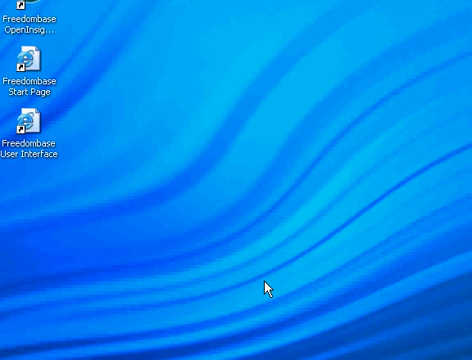 Freedombase
OpenInsig...
Freedombase
Start Page
Freedombase
User Interface